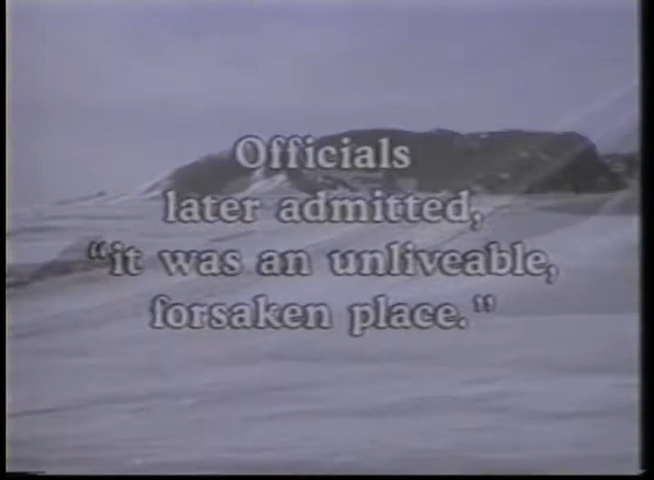 Officials
later admitted,
“it was an unliveable,
forsaken place.”